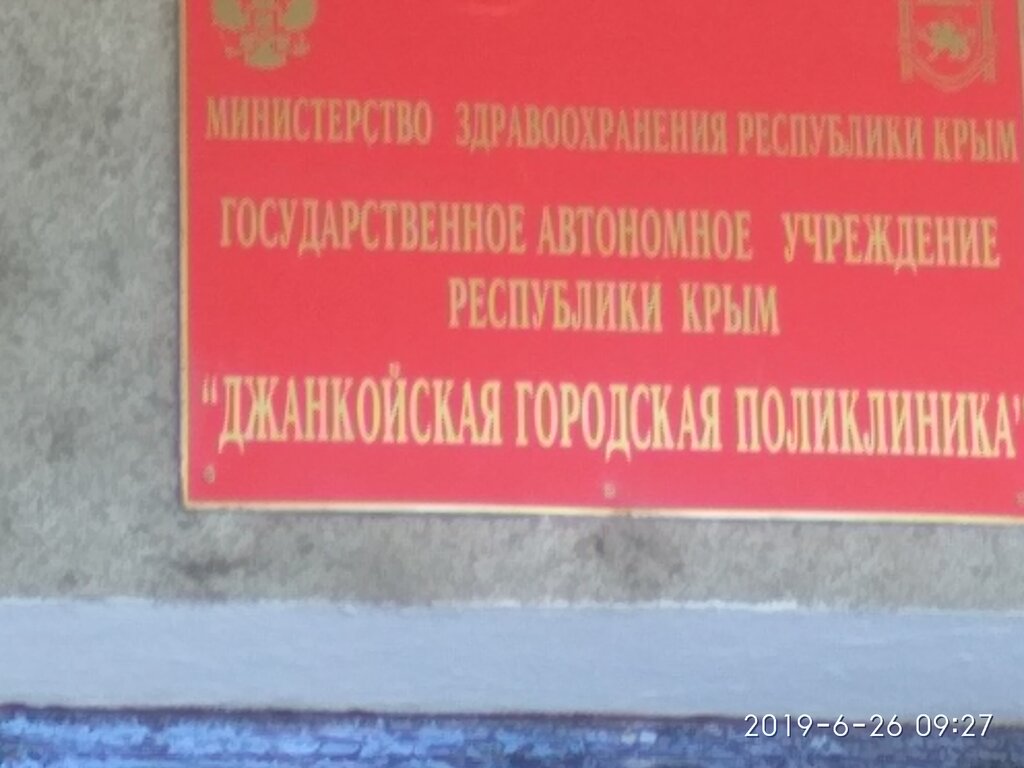 МИНИСТЕРСТВО ЗДРАВООХРАНЕНИЯ РЕСПУБЛИКИ КРЫМ
ГОСУДАРСТВЕННОЕ АВТОНОМНОЕ УЧРЕЖДЕНИЕ
РЕСПУБЛИКИ КРЫМ
"ДЖАНКОЙСКАЯ ГОРОДСКАЯ ПОЛИКЛИНИКА"
2019-6-26 09:27